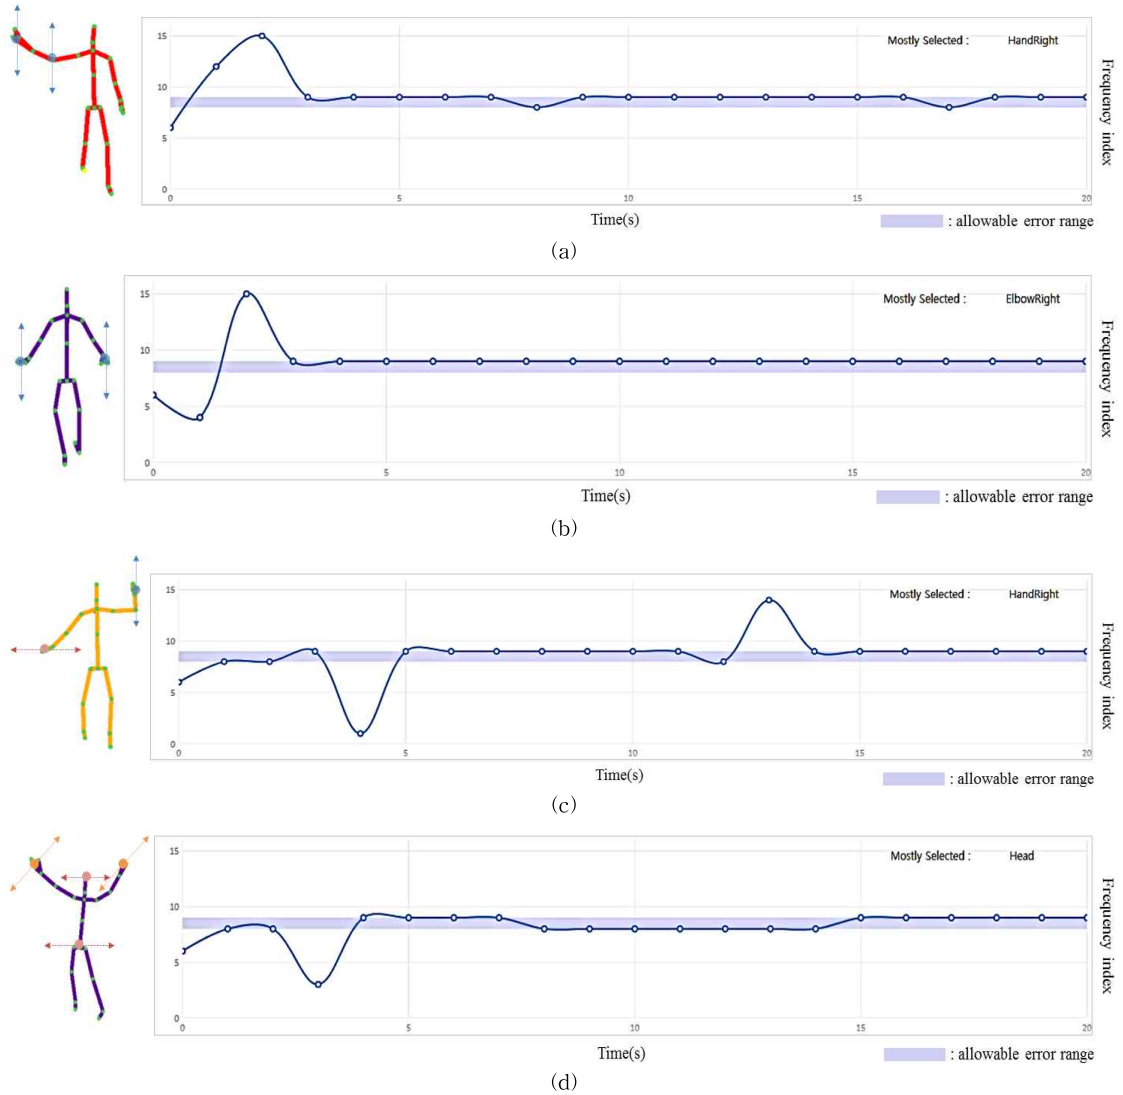 15
Mostly Selected : HandRight
10
5
0
0 5 10 15 20
Frequency index
Time(s)
: allowable error range
(a)
15
Mostly Selected : ElbowRight
10
5
0
0 5 10 15 20
Frequency index
Time(s)
: allowable error range
(b)
15
Mostly Selected : HandRight
10
5
0
0 5 10 15 20
Frequency index
Time(s)
: allowable error range
(c)
15
Mostly Selected : Head
10
5
0
0 5 10 15 20
Frequency index
Time(s)
: allowable error range
(d)